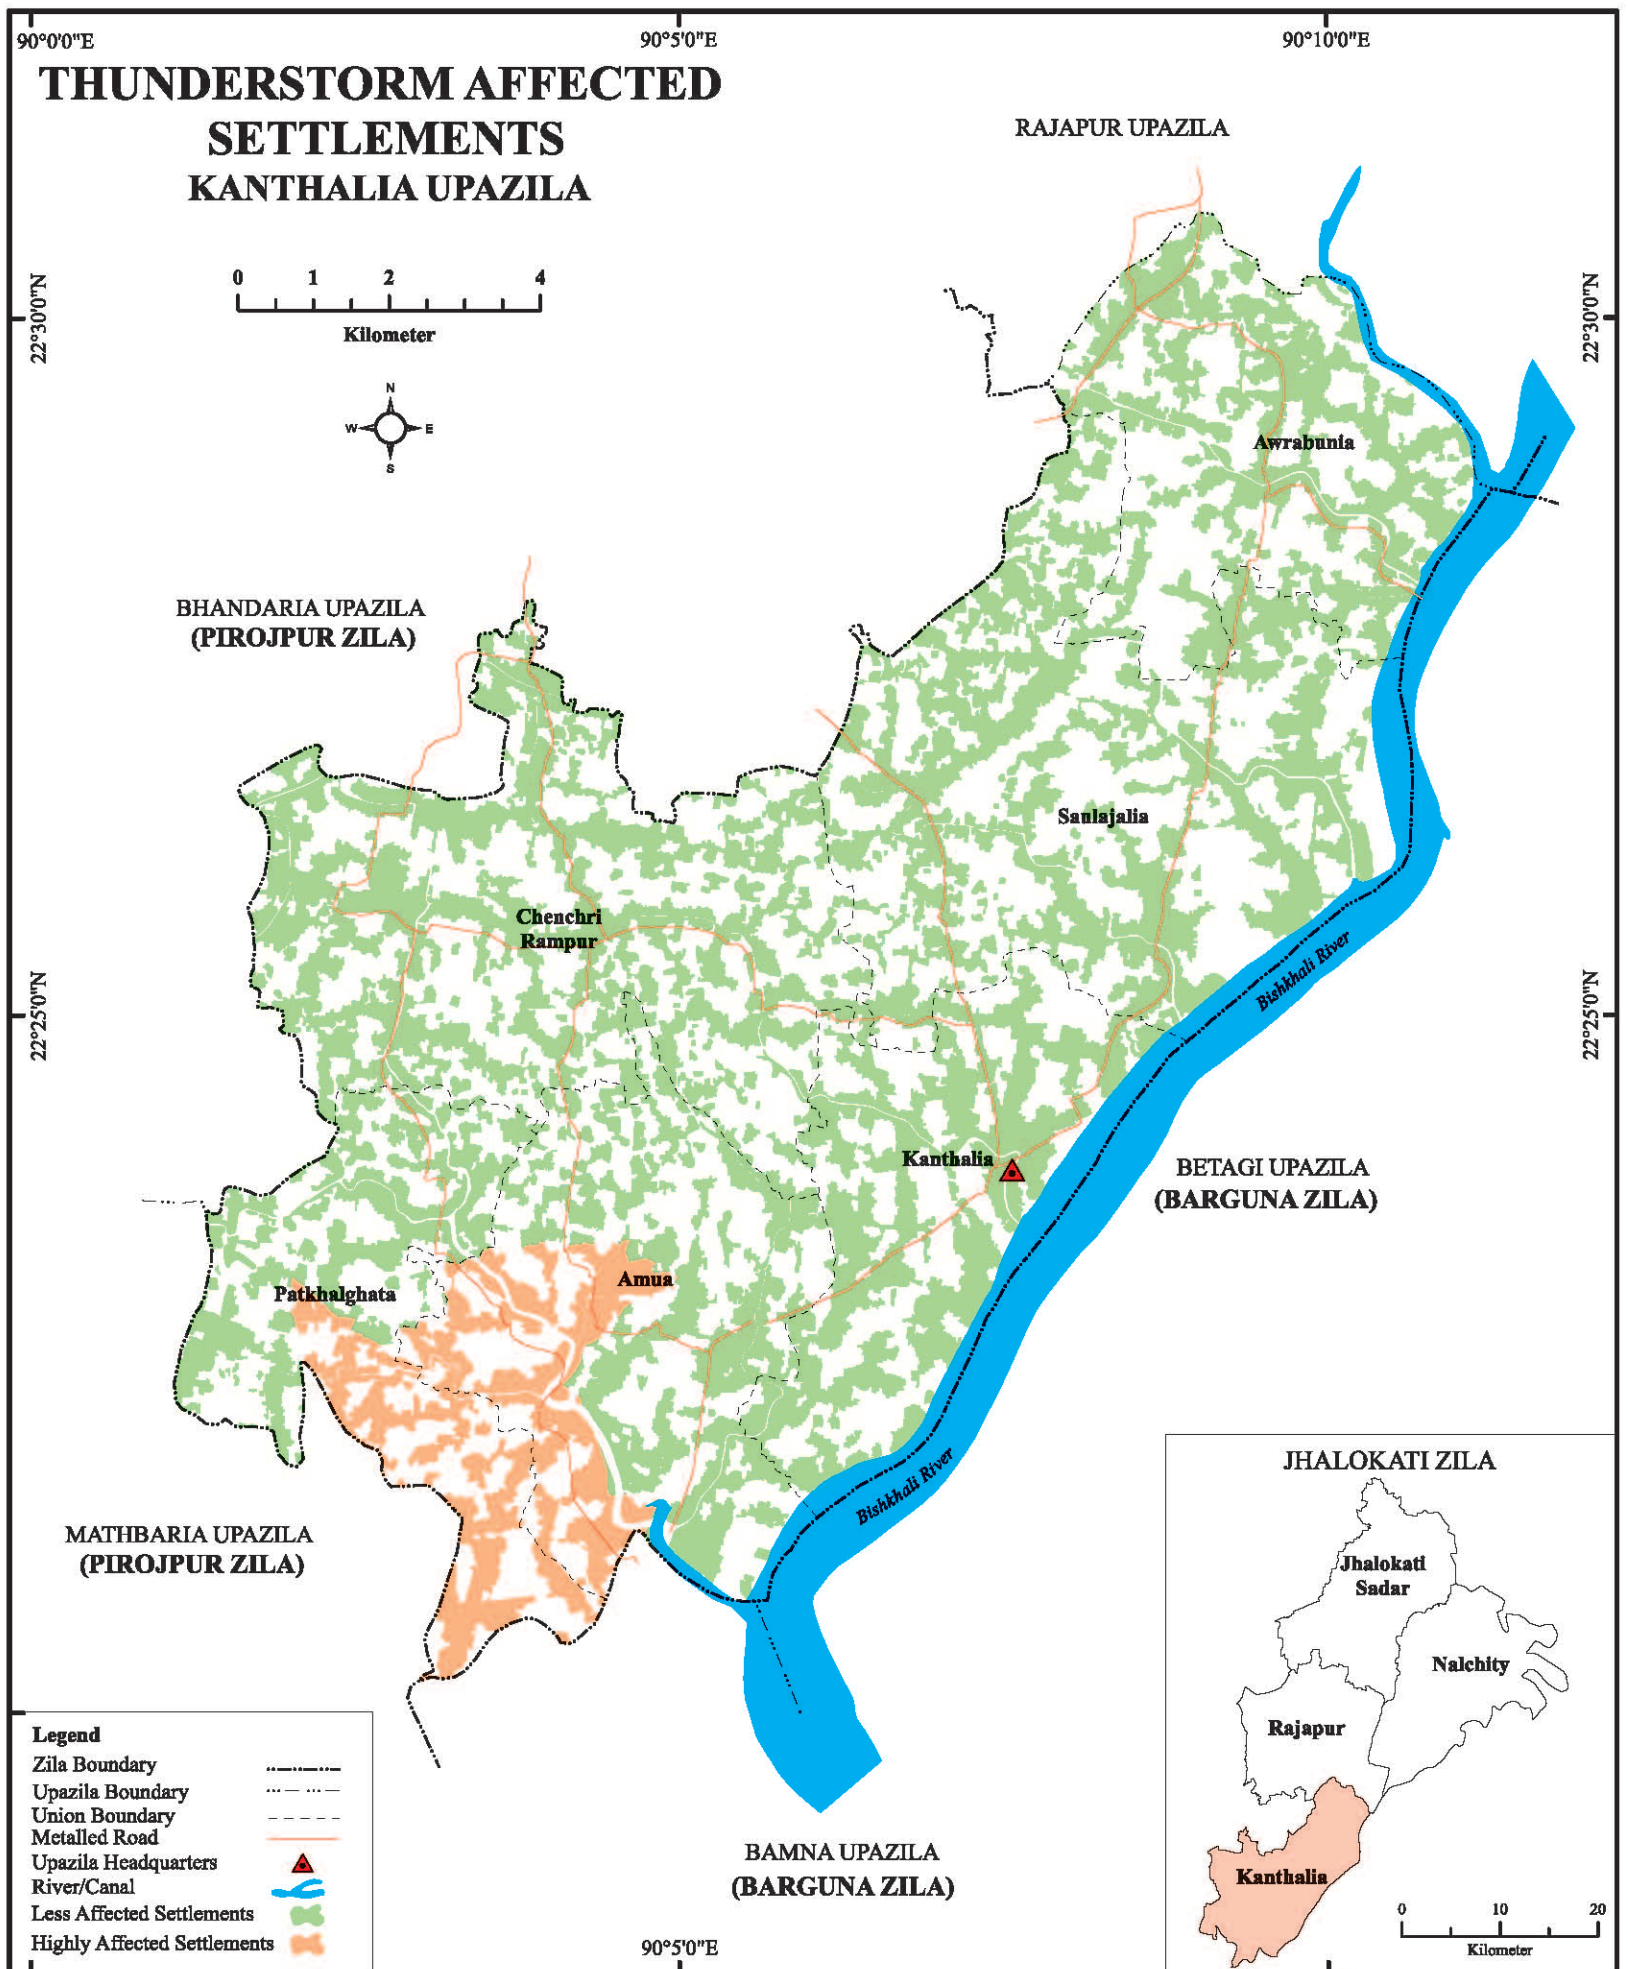 90°0'0"E
90°5'0"E
90°10'0"E
THUNDERSTORM AFFECTED
SETTLEMENTS
KANTHALIA UPAZILA
RAJAPUR UPAZILA
0 1 2 4
Kilometer
22°30'0"N
22°30'0"N
N
W E
S
Awrabunia
BHANDARIA UPAZILA
(PIROJPUR ZILA)
Saulajalia
Chenchri
Rampur
Bishkhali River
22°25'0"N
22°25'0"N
Kanthalia
BETAGI UPAZILA
(BARGUNA ZILA)
Amua
Patkhalghata
Bishkhali River
MATHBARIA UPAZILA
(PIROJPUR ZILA)
JHALOKATI ZILA
Jhalokati
Sadar
Nalchity
Rajapur
Kanthalia
0 10 20
Kilometer
Legend
Zila Boundary
Upazila Boundary
Union Boundary
Metalled Road
Upazila Headquarters
River/Canal
Less Affected Settlements
Highly Affected Settlements
BAMNA UPAZILA
(BARGUNA ZILA)
90°5'0"E